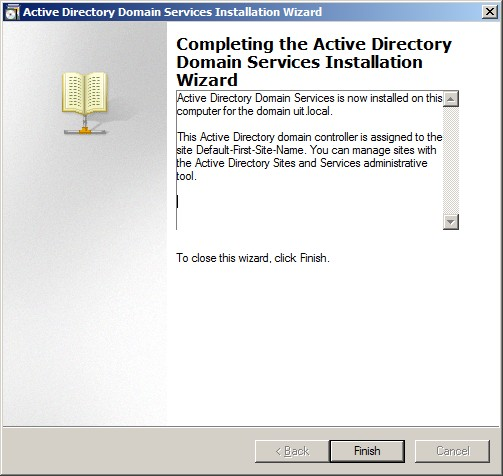 Active Directory Domain Services Installation Wizard
Completing the Active Directory
Domain Services Installation
Wizard
Active Directory Domain Services is now installed on this
computer for the domain uit.local.
This Active Directory domain controller is assigned to the
site Default-First-Site-Name. You can manage sites with
the Active Directory Sites and Services administrative
tool.
To close this wizard, click Finish.
< Back
Finish
Cancel